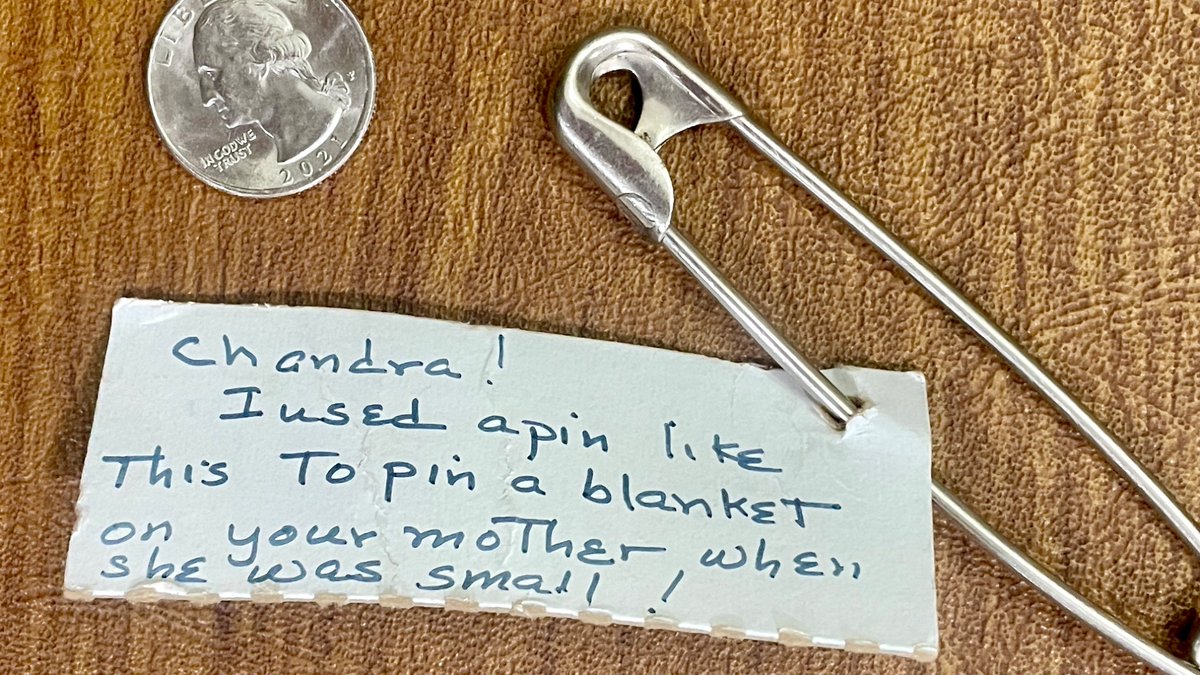 LIBE
IN GOD WE
TRUST
2021
Chandra!
I used a pin like
This To pin a blanket
on your mother when
she was small!